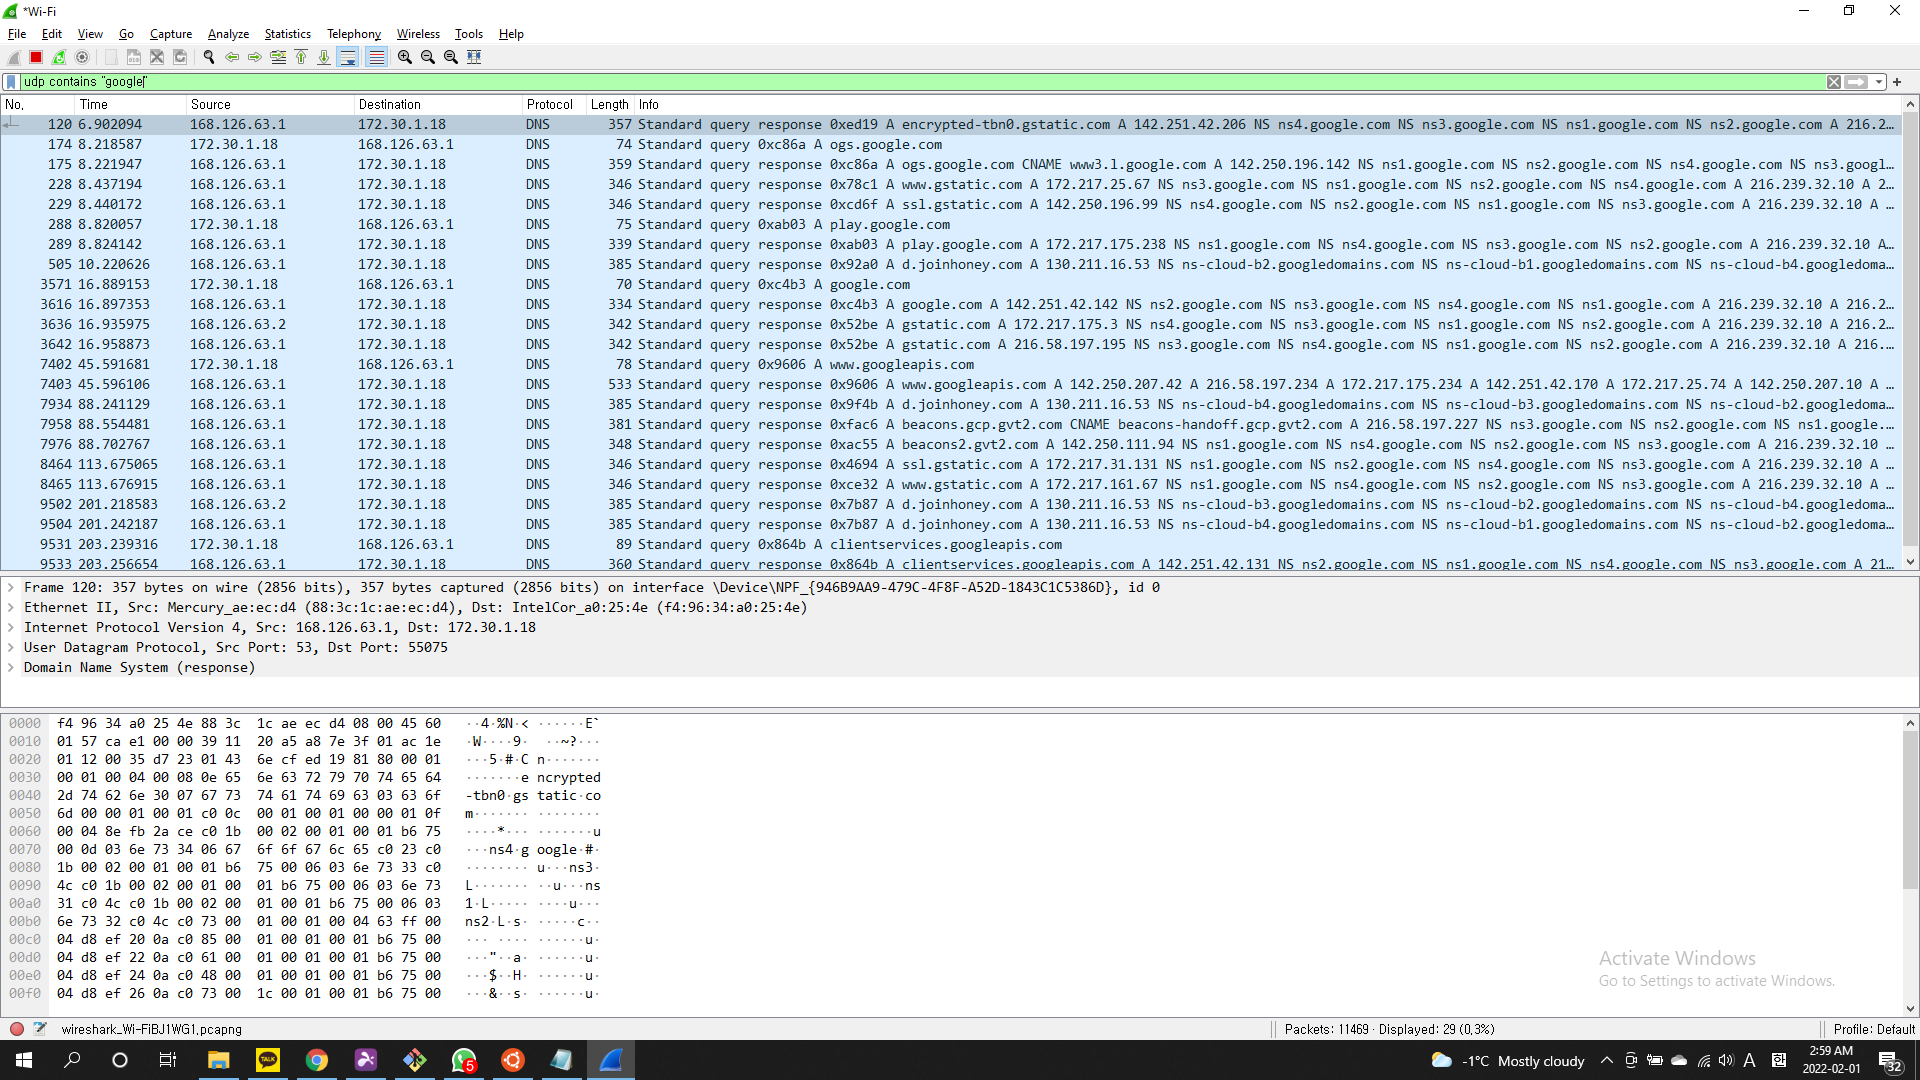 *Wi-Fi
File Edit View Go Capture Analyze Statistics Telephony Wireless Tools Help
udp contains "google"
No. Time Source Destination Protocol Length Info
120 6.902094 168.126.63.1 172.30.1.18 DNS 357 Standard query response 0xed19 A encrypted-tbn0.gstatic.com A 142.251.42.206 NS ns4.google.com NS ns3.google.com NS ns1.google.com NS ns2.google.com A 216.2…
174 8.218587 172.30.1.18 168.126.63.1 DNS 74 Standard query 0xc86a A ogs.google.com
175 8.221947 168.126.63.1 172.30.1.18 DNS 359 Standard query response 0xc86a A ogs.google.com CNAME www3.l.google.com A 142.250.196.142 NS ns1.google.com NS ns2.google.com NS ns4.google.com NS ns3.googl…
228 8.437194 168.126.63.1 172.30.1.18 DNS 346 Standard query response 0x78c1 A www.gstatic.com A 172.217.25.67 NS ns3.google.com NS ns1.google.com NS ns2.google.com NS ns4.google.com A 216.239.32.10 A 2…
229 8.440172 168.126.63.1 172.30.1.18 DNS 346 Standard query response 0xcd6f A ssl.gstatic.com A 142.250.196.99 NS ns4.google.com NS ns2.google.com NS ns1.google.com NS ns3.google.com A 216.239.32.10 A …
288 8.820057 172.30.1.18 168.126.63.1 DNS 75 Standard query 0xab03 A play.google.com
289 8.824142 168.126.63.1 172.30.1.18 DNS 339 Standard query response 0xab03 A play.google.com A 172.217.175.238 NS ns1.google.com NS ns4.google.com NS ns3.google.com NS ns2.google.com A 216.239.32.10 A…
505 10.220626 168.126.63.1 172.30.1.18 DNS 385 Standard query response 0x92a0 A d.joinhoney.com A 130.211.16.53 NS ns-cloud-b2.googledomains.com NS ns-cloud-b1.googledomains.com NS ns-cloud-b4.googledoma…
3571 16.889153 172.30.1.18 168.126.63.1 DNS 70 Standard query 0xc4b3 A google.com
3616 16.897353 168.126.63.1 172.30.1.18 DNS 334 Standard query response 0xc4b3 A google.com A 142.251.42.142 NS ns2.google.com NS ns3.google.com NS ns4.google.com NS ns1.google.com A 216.239.32.10 A 216.2…
3636 16.935975 168.126.63.2 172.30.1.18 DNS 342 Standard query response 0x52be A gstatic.com A 172.217.175.3 NS ns4.google.com NS ns3.google.com NS ns1.google.com NS ns2.google.com A 216.239.32.10 A 216.2…
3642 16.958873 168.126.63.1 172.30.1.18 DNS 342 Standard query response 0x52be A gstatic.com A 216.58.197.195 NS ns3.google.com NS ns4.google.com NS ns1.google.com NS ns2.google.com A 216.239.32.10 A 216.…
7402 45.591681 172.30.1.18 168.126.63.1 DNS 78 Standard query 0x9606 A www.googleapis.com
7403 45.596106 168.126.63.1 172.30.1.18 DNS 533 Standard query response 0x9606 A www.googleapis.com A 142.250.207.42 A 216.58.197.234 A 172.217.175.234 A 142.251.42.170 A 172.217.25.74 A 142.250.207.10 A …
7934 88.241129 168.126.63.1 172.30.1.18 DNS 385 Standard query response 0x9f4b A d.joinhoney.com A 130.211.16.53 NS ns-cloud-b4.googledomains.com NS ns-cloud-b3.googledomains.com NS ns-cloud-b2.googledoma…
7958 88.554481 168.126.63.1 172.30.1.18 DNS 381 Standard query response 0xfac6 A beacons.gcp.gvt2.com CNAME beacons-handoff.gcp.gvt2.com A 216.58.197.227 NS ns3.google.com NS ns2.google.com NS ns1.google.…
7976 88.702767 168.126.63.1 172.30.1.18 DNS 348 Standard query response 0xac55 A beacons2.gvt2.com A 142.250.111.94 NS ns1.google.com NS ns4.google.com NS ns2.google.com NS ns3.google.com A 216.239.32.10 …
8464 113.675065 168.126.63.1 172.30.1.18 DNS 346 Standard query response 0x4694 A ssl.gstatic.com A 172.217.31.131 NS ns1.google.com NS ns2.google.com NS ns4.google.com NS ns3.google.com A 216.239.32.10 A …
8465 113.676915 168.126.63.1 172.30.1.18 DNS 346 Standard query response 0xce32 A www.gstatic.com A 172.217.161.67 NS ns1.google.com NS ns4.google.com NS ns2.google.com NS ns3.google.com A 216.239.32.10 A …
9502 201.218583 168.126.63.2 172.30.1.18 DNS 385 Standard query response 0x7b87 A d.joinhoney.com A 130.211.16.53 NS ns-cloud-b3.googledomains.com NS ns-cloud-b2.googledomains.com NS ns-cloud-b4.googledoma…
9504 201.242187 168.126.63.1 172.30.1.18 DNS 385 Standard query response 0x7b87 A d.joinhoney.com A 130.211.16.53 NS ns-cloud-b4.googledomains.com NS ns-cloud-b1.googledomains.com NS ns-cloud-b2.googledoma…
9531 203.239316 172.30.1.18 168.126.63.1 DNS 89 Standard query 0x864b A clientservices.googleapis.com
9533 203.256654 168.126.63.1 172.30.1.18 DNS 360 Standard query response 0x864b A clientservices.googleapis.com A 142.251.42.131 NS ns2.google.com NS ns4.google.com NS ns1.google.com NS ns3.google.com A 21…
Frame 120: 357 bytes on wire (2856 bits), 357 bytes captured (2856 bits) on interface \Device\NPF_{946B9AA9-479C-4F8F-A52D-1843C1C5386D}, id 0
Ethernet II, Src: Mercury_ae:ec:d4 (88:3c:1c:ae:ec:d4), Dst: IntelCor_a0:25:4e (f4:96:34:a0:25:4e)
Internet Protocol Version 4, Src: 168.126.63.1, Dst: 172.30.1.18
User Datagram Protocol, Src Port: 53, Dst Port: 55075
Domain Name System (response)
0000 f4 96 34 a0 25 4e 88 3c 1c ae ec d4 08 00 45 60 ··4·%N·< ······E`
0010 01 57 ca e1 00 00 39 11 20 a5 a8 7e 3f 01 ac 1e ·W····9· ··~?···
0020 01 12 00 35 d7 23 01 43 6e cf ed 19 81 80 00 01 ···5·#·C n·······
0030 00 01 00 04 00 08 0e 65 6e 63 72 79 70 74 65 64 ·······e ncrypted
0040 2d 74 62 6e 30 07 67 73 74 61 74 69 63 03 63 6f -tbn0·gs tatic·co
0050 6d 00 00 01 00 01 c0 0c 00 01 00 01 00 00 01 0f m······· ········
0060 00 04 8e fb 2a ce c0 1b 00 02 00 01 00 01 b6 75 ····*··· ·······u
0070 00 0d 03 6e 73 34 06 67 6f 6f 67 6c 65 c0 23 c0 ···ns4·g oogle·#·
0080 1b 00 02 00 01 00 01 b6 75 00 06 03 6e 73 33 c0 ········ u···ns3·
0090 4c c0 1b 00 02 00 01 00 01 b6 75 00 06 03 6e 73 L······· ··u···ns
00a0 31 c0 4c c0 1b 00 02 00 01 00 01 b6 75 00 06 03 1·L····· ····u···
00b0 6e 73 32 c0 4c c0 73 00 01 00 01 00 04 63 ff 00 ns2·L·s· ·····c··
00c0 04 d8 ef 20 0a c0 85 00 01 00 01 00 01 b6 75 00 ··· ···· ······u·
00d0 04 d8 ef 22 0a c0 61 00 01 00 01 00 01 b6 75 00 ···"··a· ······u·
00e0 04 d8 ef 24 0a c0 48 00 01 00 01 00 01 b6 75 00 ···$··H· ······u·
00f0 04 d8 ef 26 0a c0 73 00 1c 00 01 00 01 b6 75 00 ···&··s· ······u·
Activate Windows
Go to Settings to activate Windows.
wireshark_Wi-FiBJ1WG1.pcapng Packets: 11469 · Displayed: 29 (0.3%) Profile: Default
TALK
5
-1°C Mostly cloudy
A
2:59 AM
2022-02-01
32